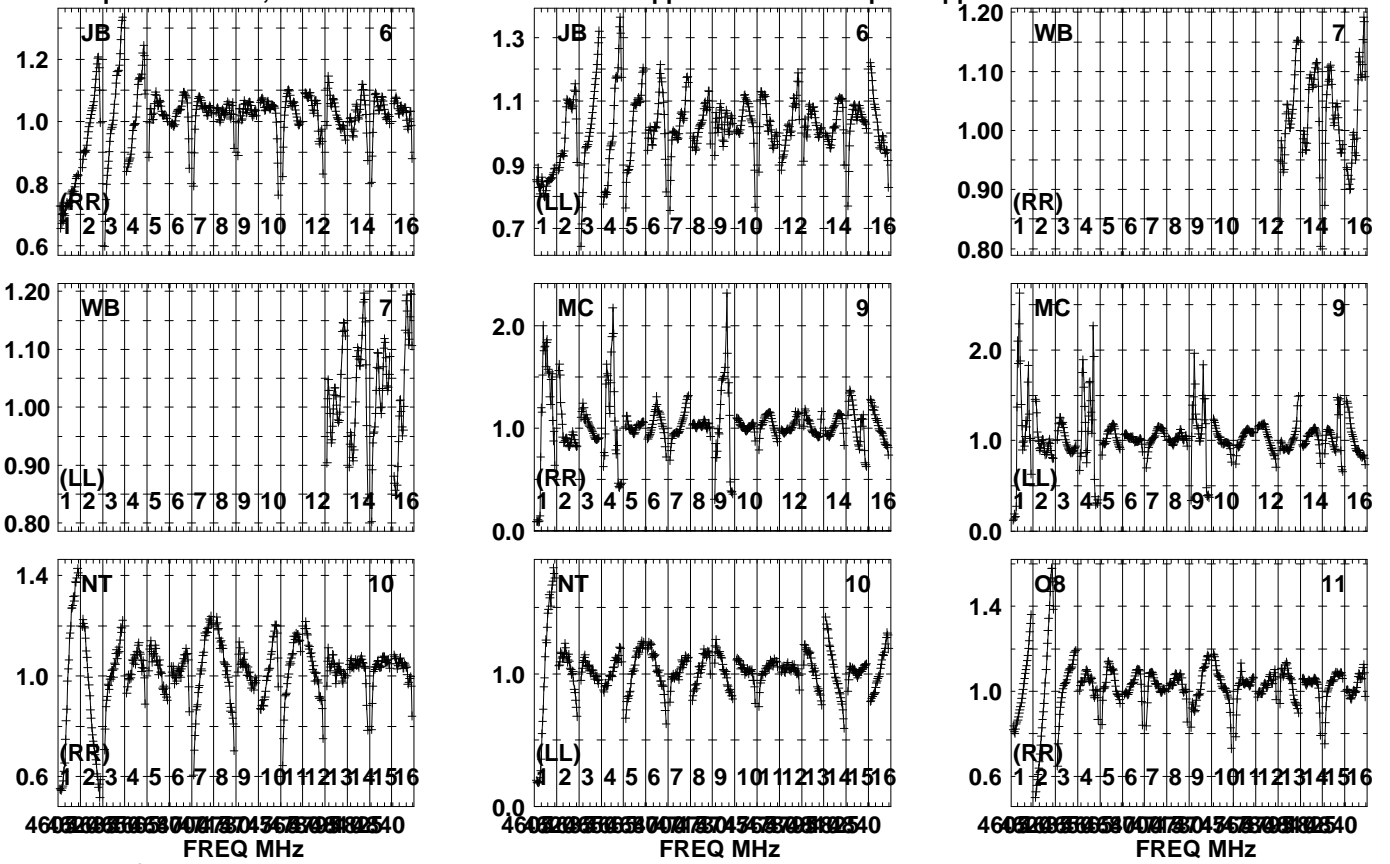 JB 6
1.2
1.0
0.8
0.6
(RR)
1 2 3 4 5 6 7 8 9 10 12 14 16
JB 6
1.3
1.1
0.9
0.7
(LL)
1 2 3 4 5 6 7 8 9 10 12 14 16
WB 7
1.20
1.10
1.00
0.90
0.80
(RR)
1 2 3 4 5 6 7 8 9 10 12 14 16
WB 7
1.20
1.10
1.00
0.90
0.80
(LL)
1 2 3 4 5 6 7 8 9 10 12 14 16
MC 9
2.0
1.0
0.0
(RR)
1 2 3 4 5 6 7 8 9 10 12 14 16
MC 9
2.0
1.0
0.0
(LL)
1 2 3 4 5 6 7 8 9 10 12 14 16
NT 10
1.4
1.0
0.6
(RR)
1 2 3 4 5 6 7 8 9 10 11 12 13 14 15 16
FREQ MHz
NT 10
1.0
0.0
(LL)
1 2 3 4 5 6 7 8 9 10 11 12 13 14 15 16
FREQ MHz
O8 11
1.4
1.0
0.6
(RR)
1 2 3 4 5 6 7 8 9 10 11 12 13 14 15 16
FREQ MHz